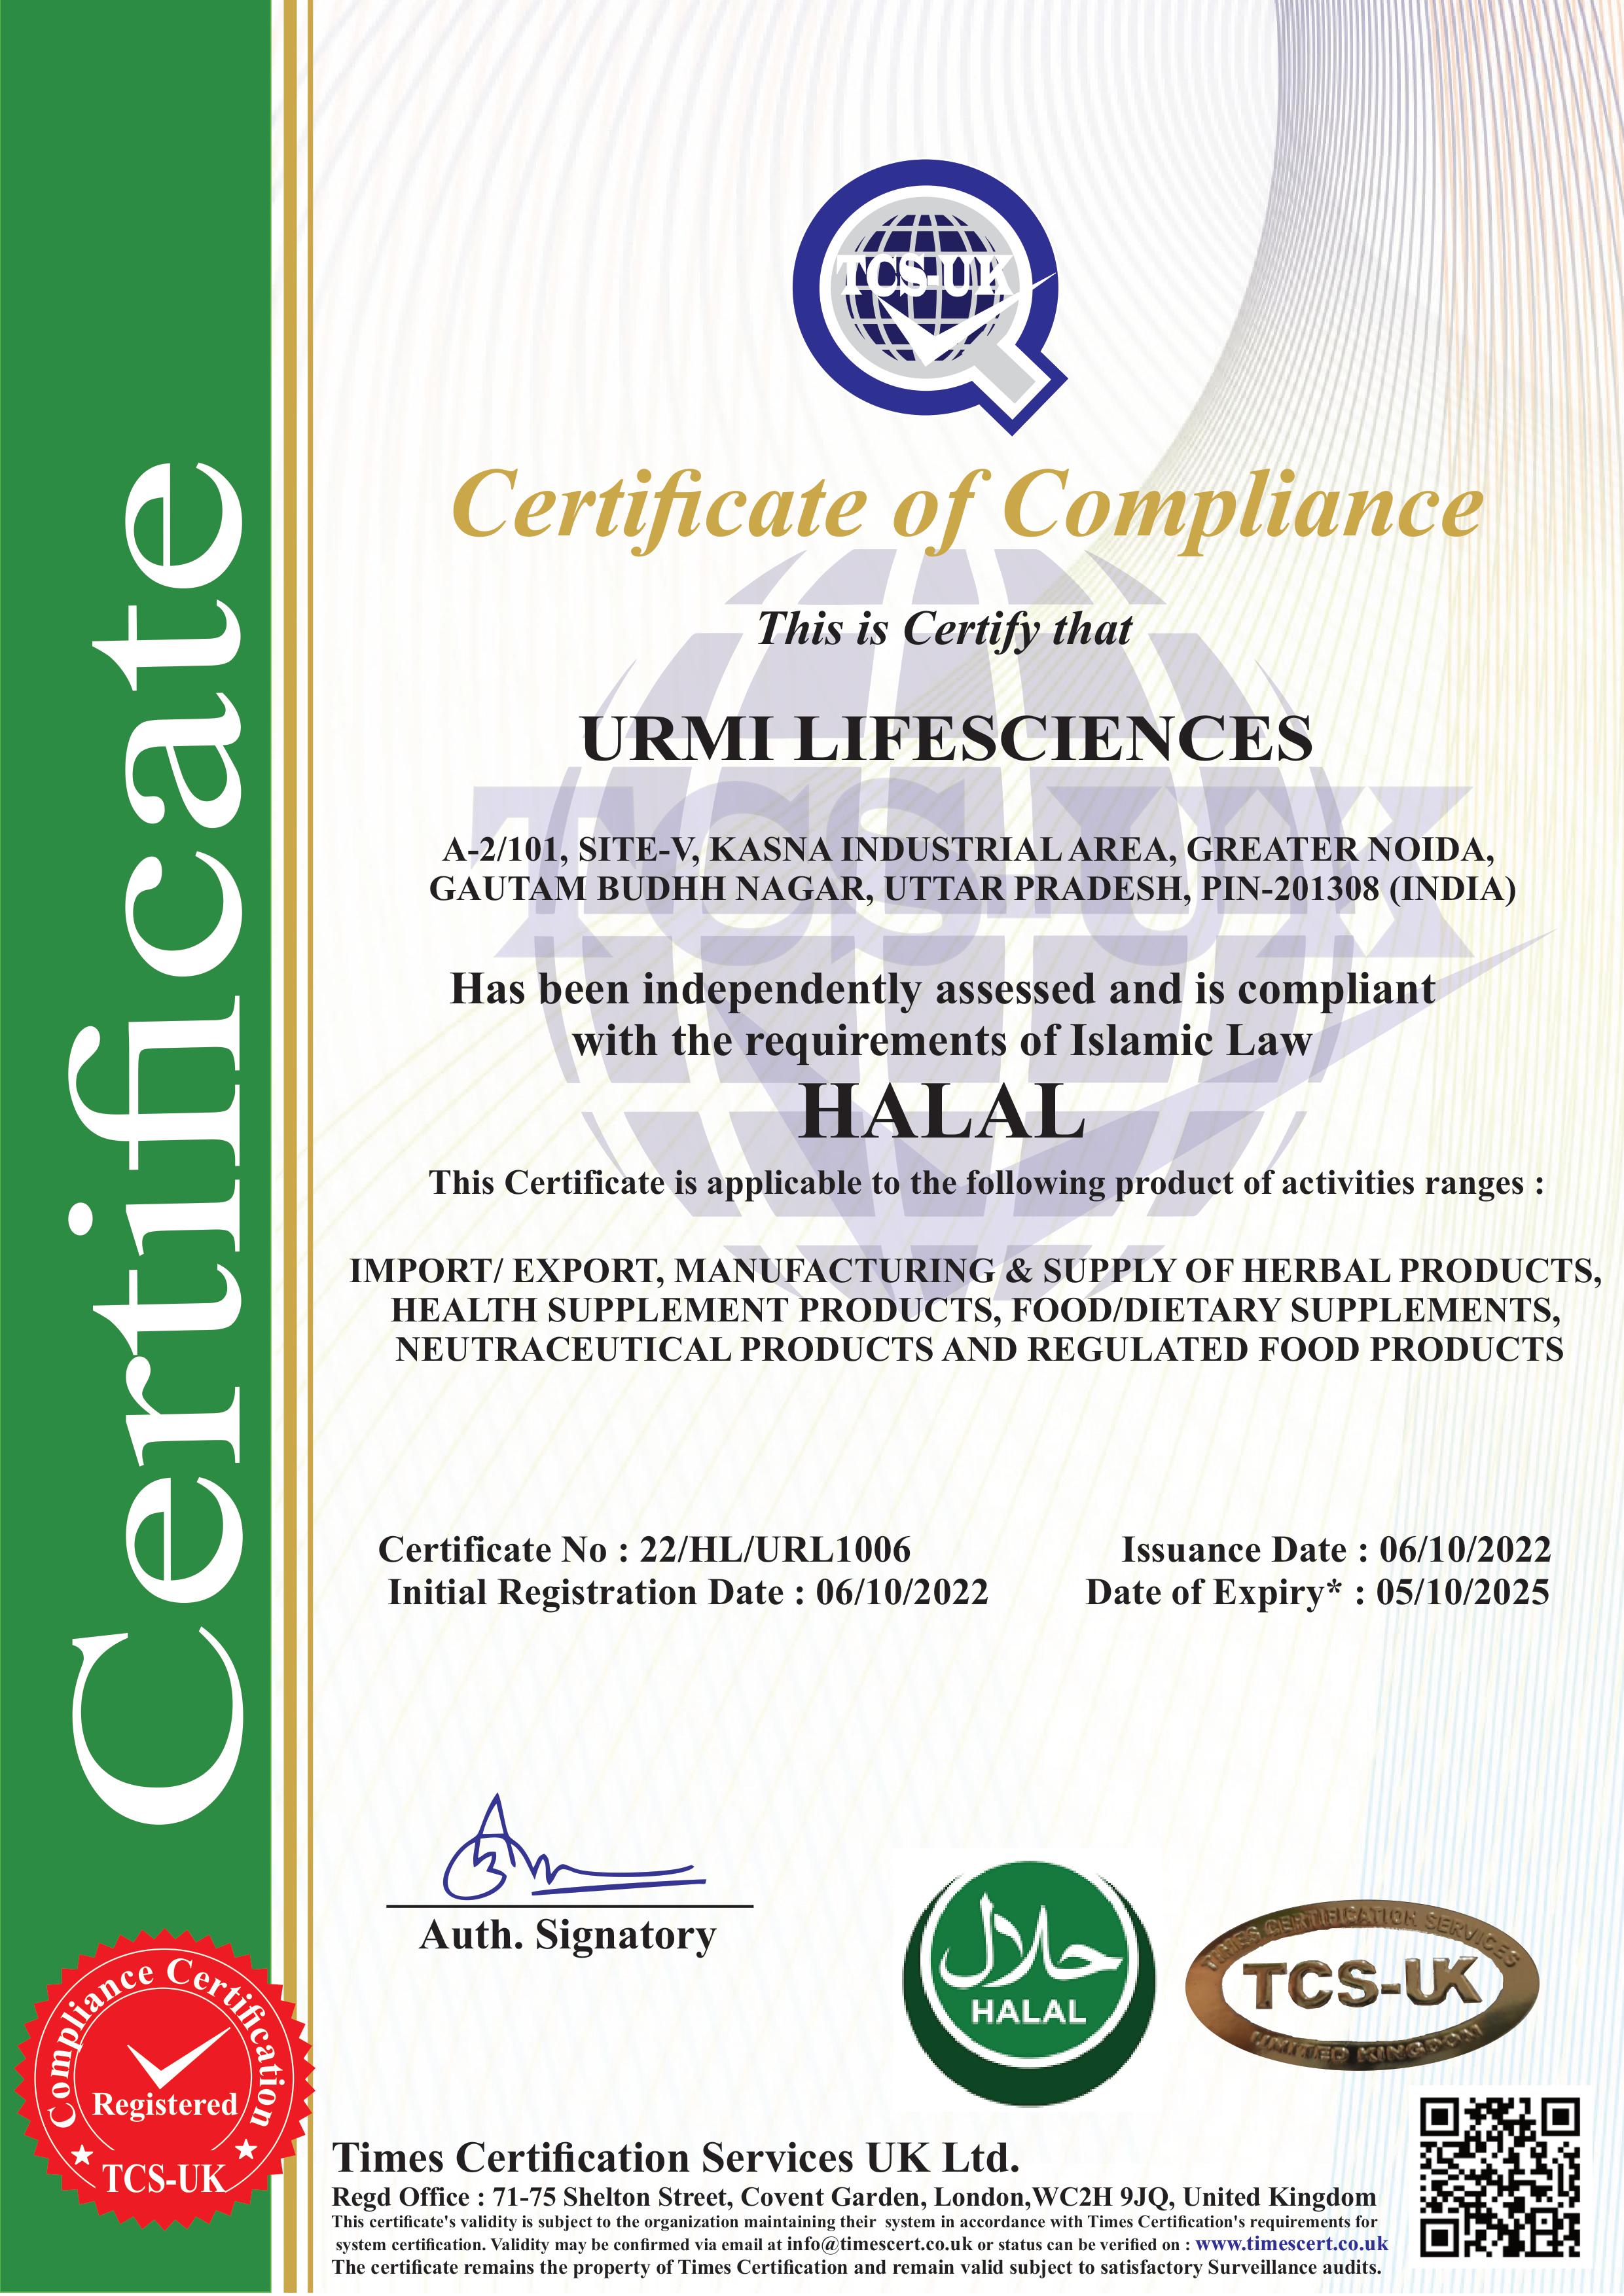 Certificate
TCS-UK
Certificate of Compliance
This is Certify that
URMI LIFESCIENCES
TCS-UK
A-2/101, SITE-V, KASNA INDUSTRIAL AREA, GREATER NOIDA,
GAUTAM BUDHH NAGAR, UTTAR PRADESH, PIN-201308 (INDIA)
Has been independently assessed and is compliant
with the requirements of Islamic Law
HALAL
This Certificate is applicable to the following product of activities ranges :
IMPORT/ EXPORT, MANUFACTURING & SUPPLY OF HERBAL PRODUCTS,
HEALTH SUPPLEMENT PRODUCTS, FOOD/DIETARY SUPPLEMENTS,
NEUTRACEUTICAL PRODUCTS AND REGULATED FOOD PRODUCTS
Certificate No : 22/HL/URL1006
Issuance Date : 06/10/2022
Initial Registration Date : 06/10/2022
Date of Expiry* : 05/10/2025
Auth. Signatory
حلال
HALAL
TIMES CERTIFICATION SERVICES
TCS-UK
UNITED KINGDOM
Compliance Certification
Registered
TCS-UK
Times Certification Services UK Ltd.
Regd Office : 71-75 Shelton Street, Covent Garden, London,WC2H 9JQ, United Kingdom
This certificate's validity is subject to the organization maintaining their system in accordance with Times Certification's requirements for
system certification. Validity may be confirmed via email at info@timescert.co.uk or status can be verified on : www.timescert.co.uk
The certificate remains the property of Times Certification and remain valid subject to satisfactory Surveillance audits.